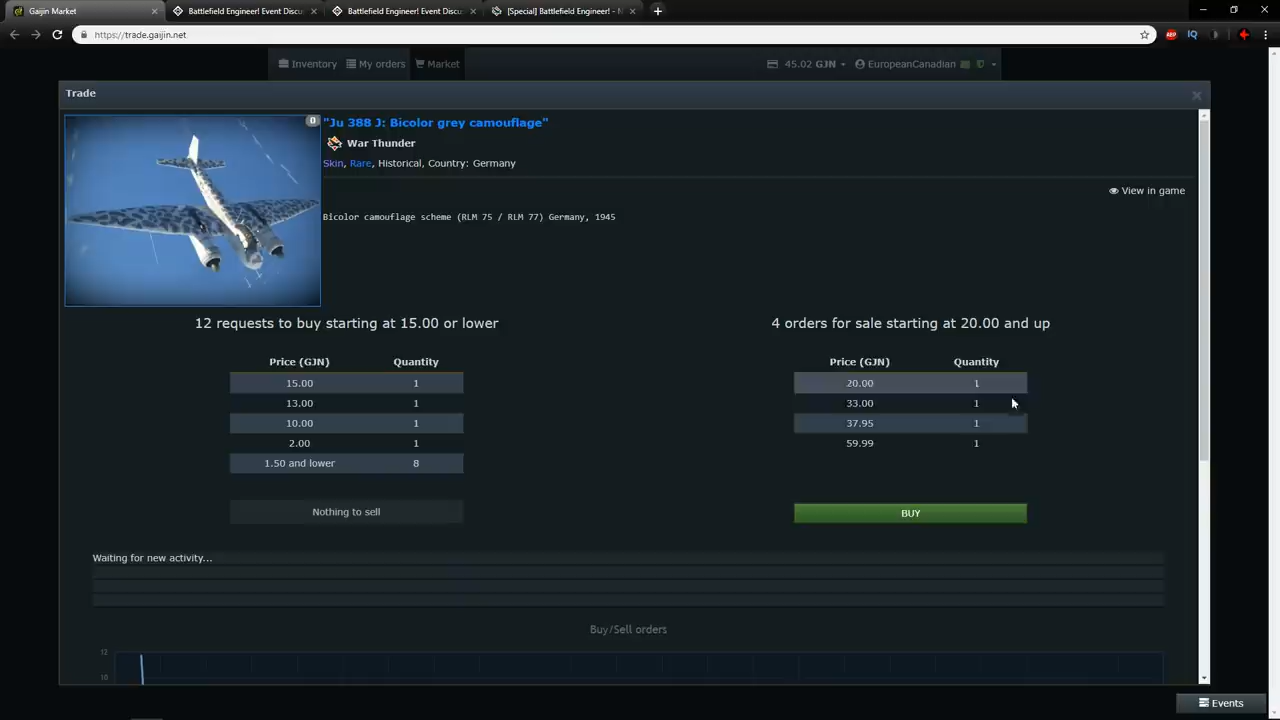 Gaijin Market
Battlefield Engineer! Event Discu
Battlefield Engineer! Event Discu
[Special] Battlefield Engineer! - N
https://trade.gaijin.net
Inventory My orders Market 45.02 GJN EuropeanCanadian
Trade
0
"Ju 388 J: Bicolor grey camouflage"
War Thunder
Skin, Rare, Historical, Country: Germany
View in game
Bicolor camouflage scheme (RLM 75 / RLM 77) Germany, 1945
12 requests to buy starting at 15.00 or lower
Price (GJN) Quantity
15.00 1
13.00 1
10.00 1
2.00 1
1.50 and lower 8
Nothing to sell
4 orders for sale starting at 20.00 and up
Price (GJN) Quantity
20.00 1
33.00 1
37.95 1
59.99 1
BUY
Waiting for new activity...
Buy/Sell orders
12
10
Events